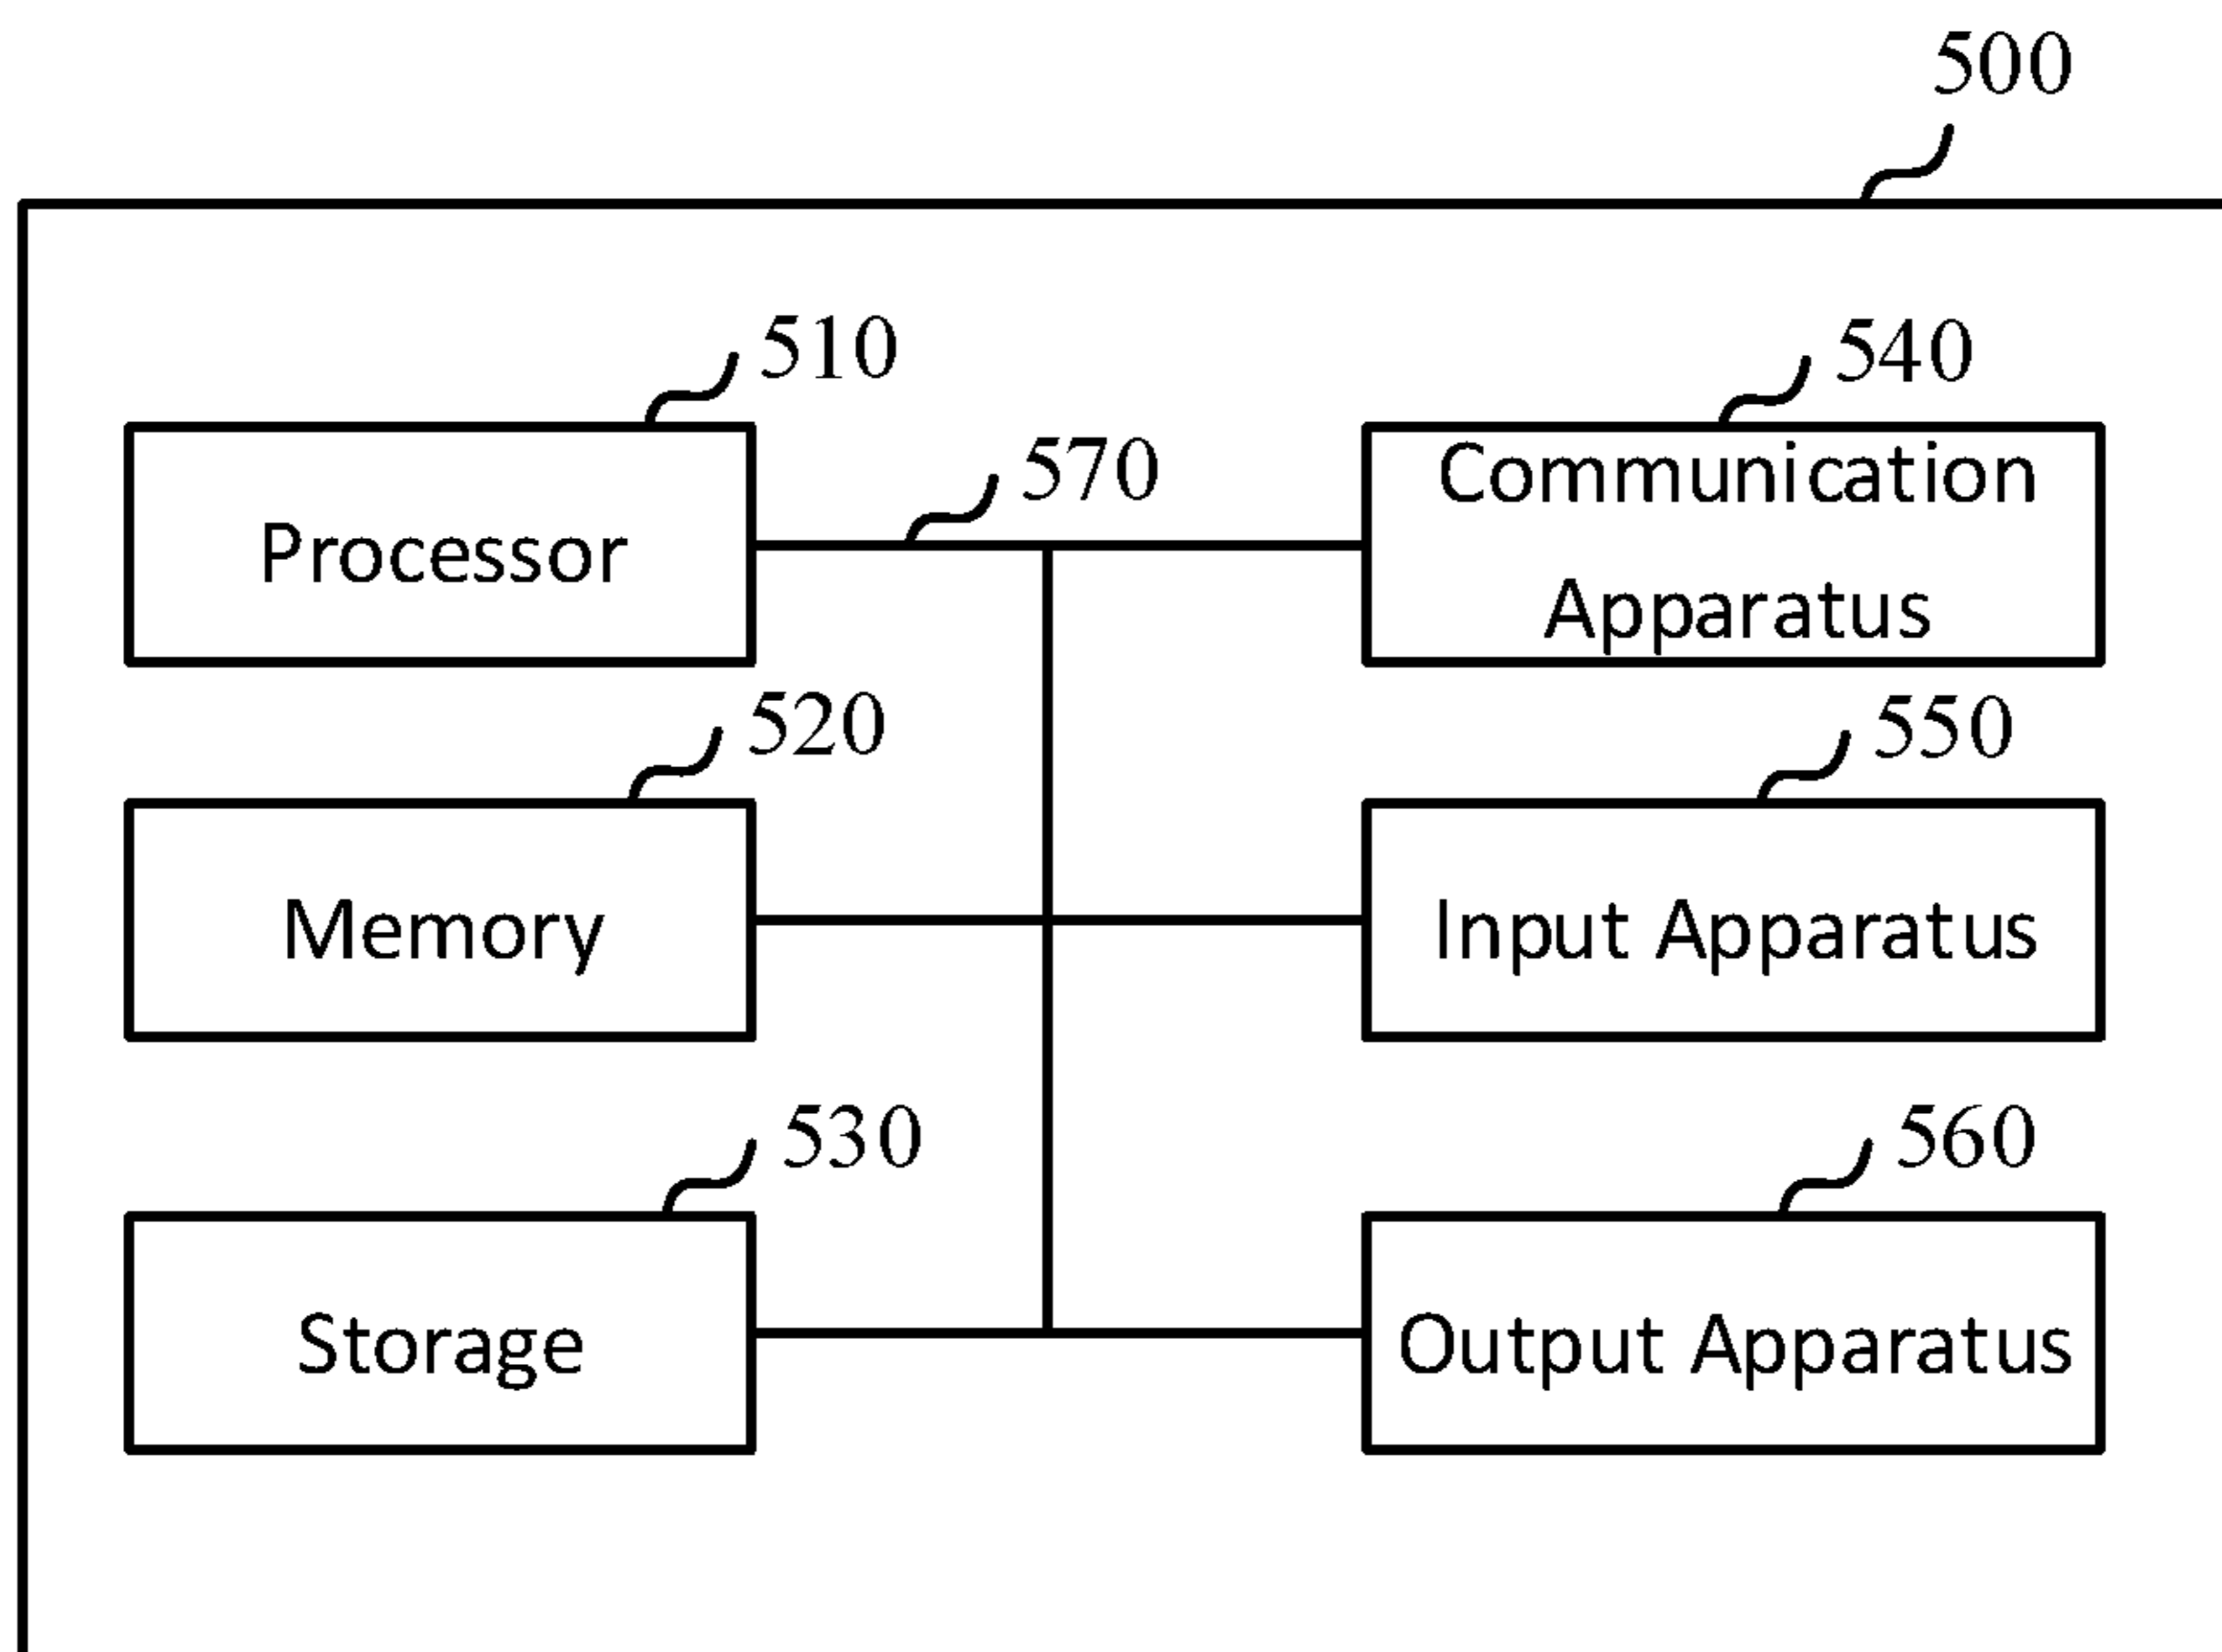 500
510
540
570
Processor
Communication
Apparatus
520
550
Memory
Input Apparatus
530
560
Storage
Output Apparatus